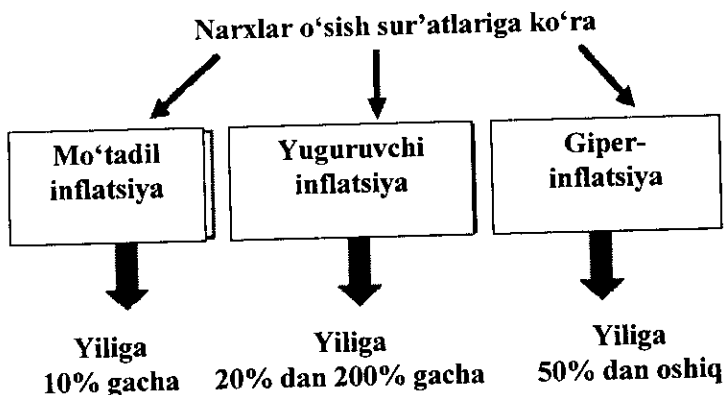 Narxlar o‘sish sur’atlariga ko‘ra
Mo‘tadil
inflatsiya
Yuguruvchi
inflatsiya
Giper-
inflatsiya
Yiliga
10% gacha
Yiliga
20% dan 200% gacha
Yiliga
50% dan oshiq